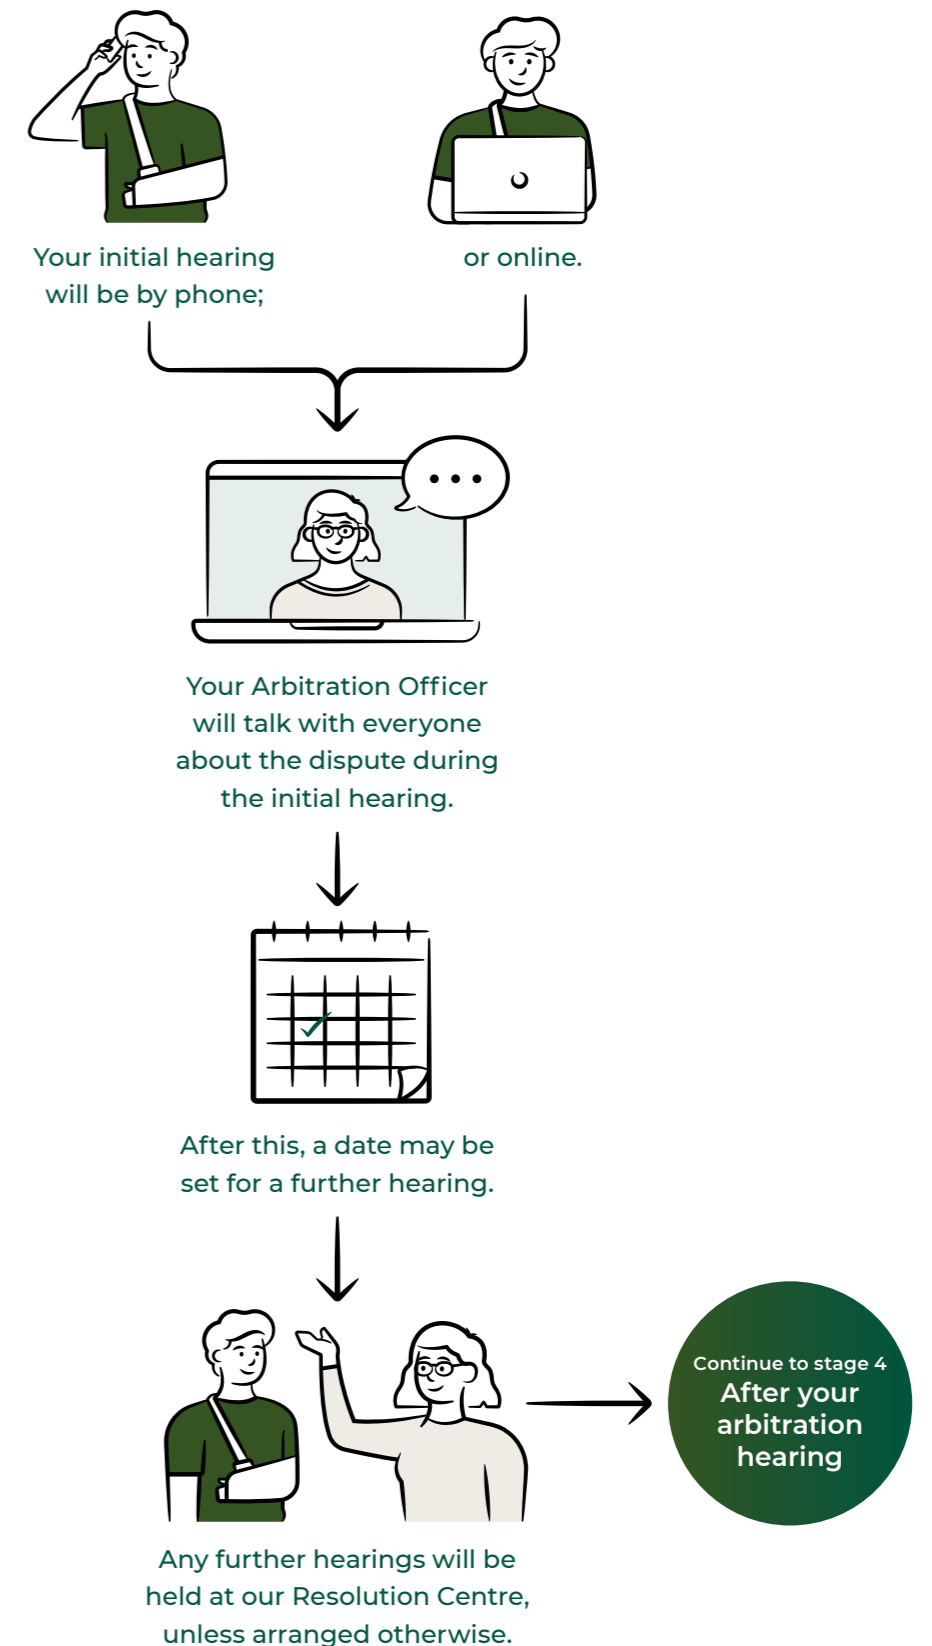 Your initial hearing
will be by phone;
or online.
Your Arbitration Officer
will talk with everyone
about the dispute during
the initial hearing.
After this, a date may be
set for a further hearing.
Continue to stage 4
After your
arbitration
hearing
Any further hearings will be
held at our Resolution Centre,
unless arranged otherwise.